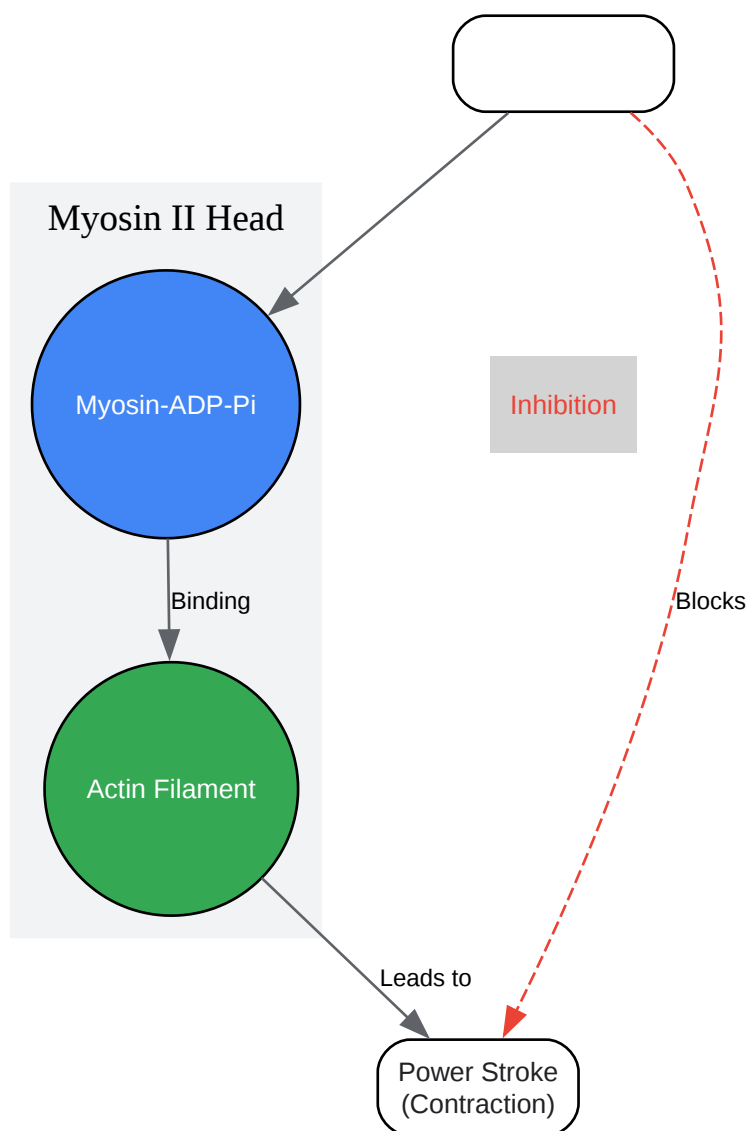 Myosin II Head
Myosin-ADP-Pi
Inhibition
Binding
Blocks
Actin Filament
Leads to
Power Stroke
(Contraction)